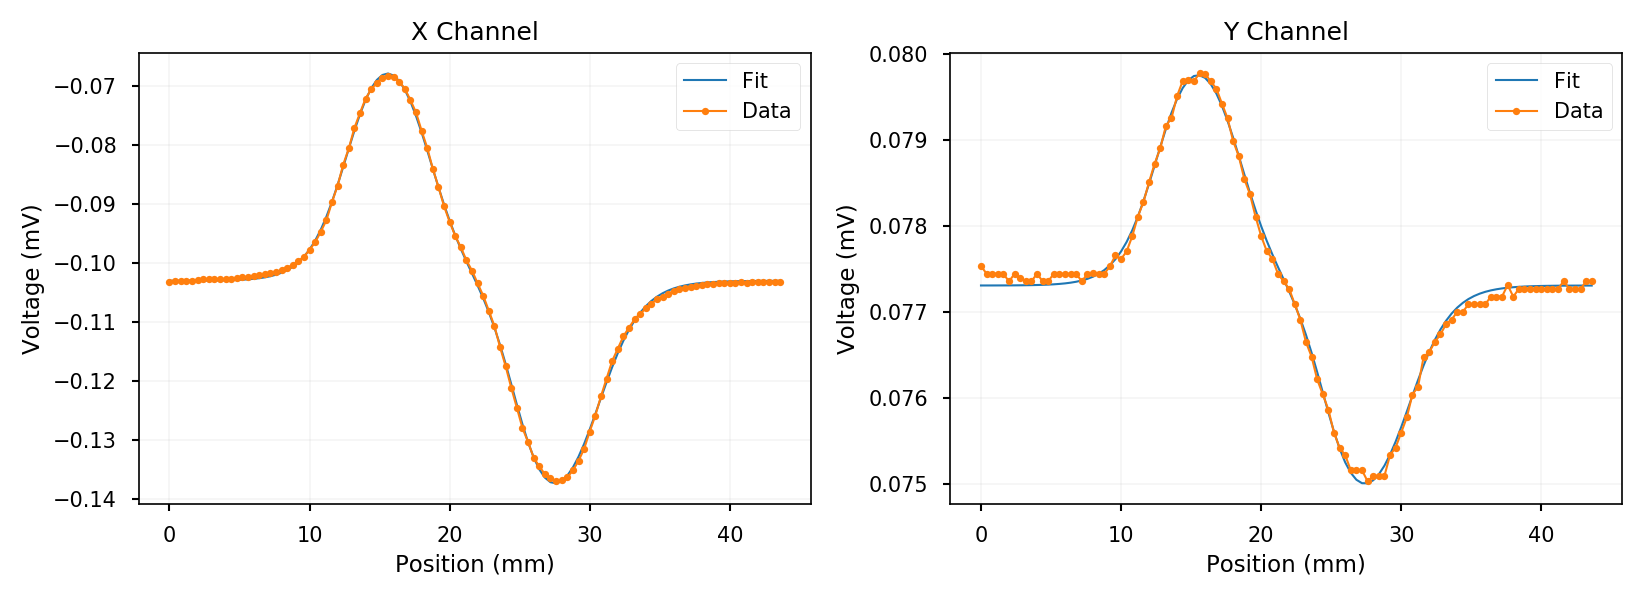 X Channel
Voltage (mV)
−0.07
−0.08
−0.09
−0.10
−0.11
−0.12
−0.13
−0.14
0
10
20
30
40
Position (mm)
Fit
Data
Y Channel
Voltage (mV)
0.080
0.079
0.078
0.077
0.076
0.075
0
10
20
30
40
Position (mm)
Fit
Data